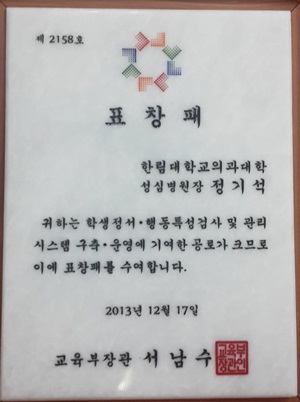 제 2158호
표창패
한림대학교의과대학
성심병원장 정기석
귀하는 학생정서·행동특성검사 및 관리
시스템 구축·운영에 기여한 공로가 크므로
이에 표창패를 수여합니다.
2013년 12월 17일
교육부장관 서남수
교육부
장관인